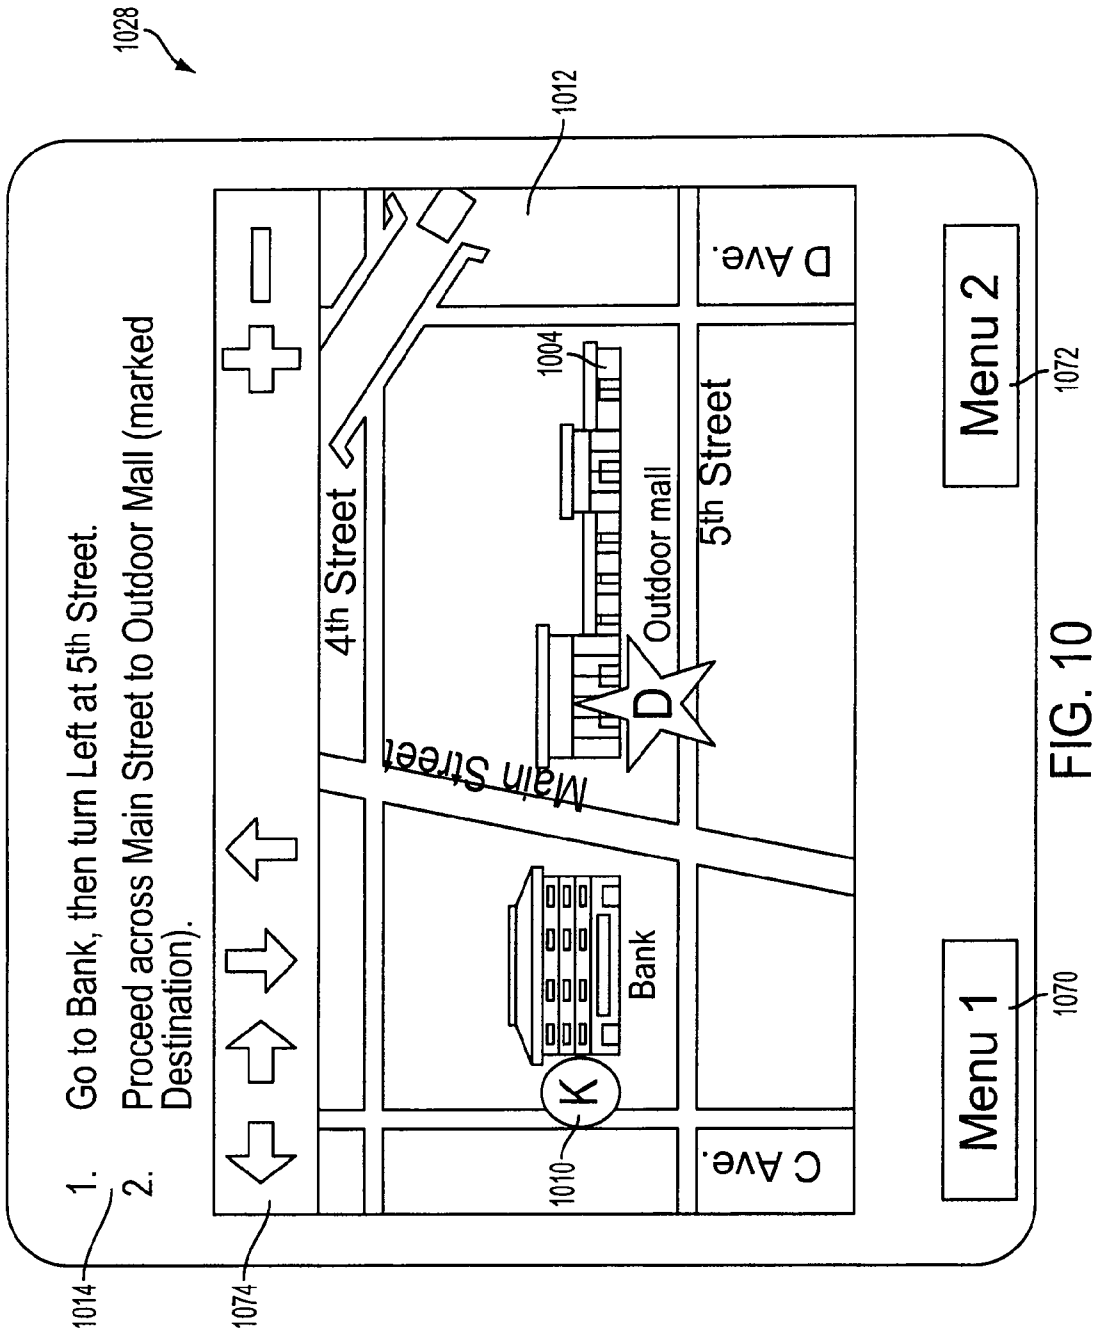 1028
1014
1. Go to Bank, then turn Left at 5th Street.
2. Proceed across Main Street to Outdoor Mall (marked
Destination).
1074
4th Street
Main Street
1012
1004
K
1010
Bank
D
Outdoor mall
5th Street
C Ave.
D Ave.
Menu 1
1070
Menu 2
1072
FIG. 10